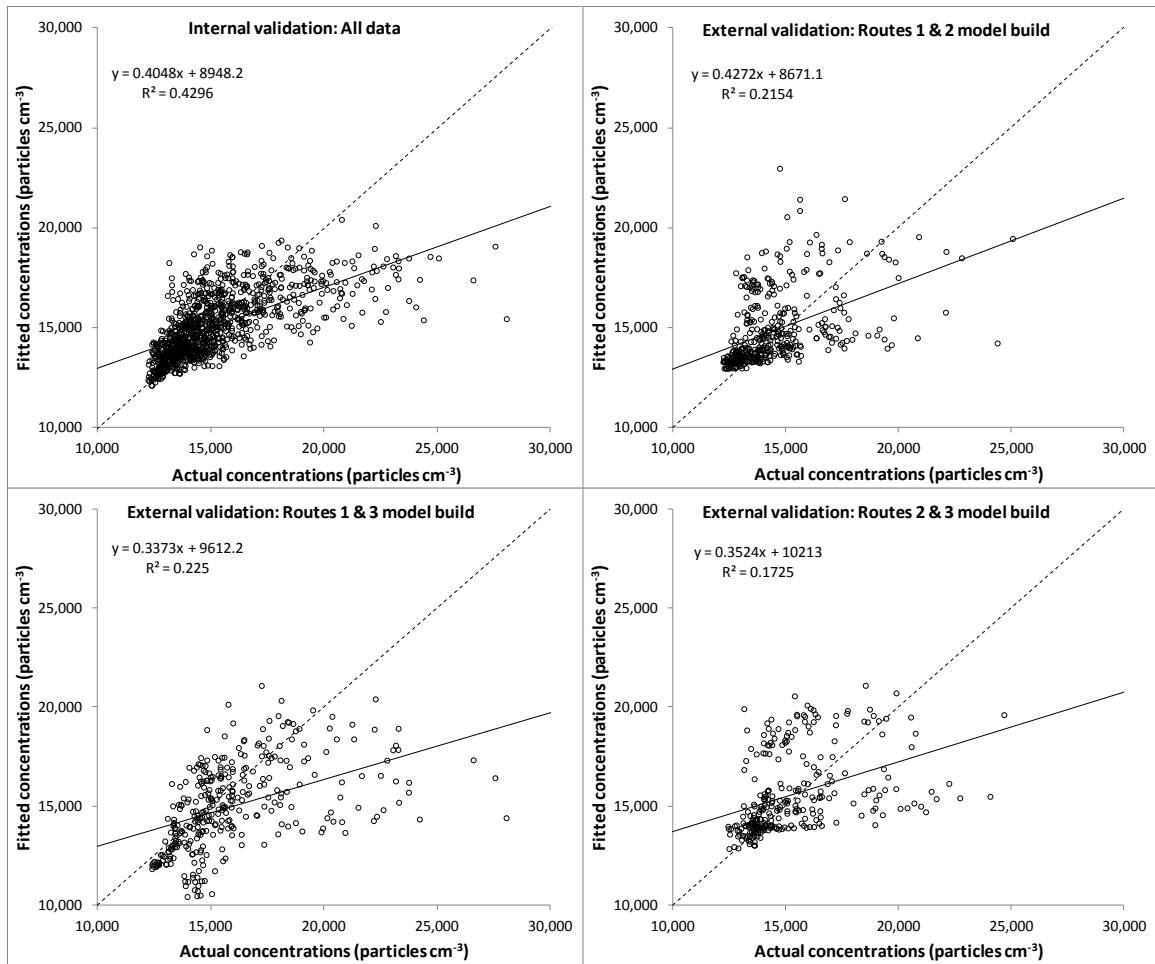 Internal validation: All data
y = 0.4048x + 8948.2
R² = 0.4296
Fitted concentrations (particles cm⁻³)
30,000
25,000
20,000
15,000
10,000
10,000 15,000 20,000 25,000 30,000
Actual concentrations (particles cm⁻³)
External validation: Routes 1 & 2 model build
y = 0.4272x + 8671.1
R² = 0.2154
Fitted concentrations (particles cm⁻³)
30,000
25,000
20,000
15,000
10,000
10,000 15,000 20,000 25,000 30,000
Actual concentrations (particles cm⁻³)
External validation: Routes 1 & 3 model build
y = 0.3373x + 9612.2
R² = 0.225
Fitted concentrations (particles cm⁻³)
30,000
25,000
20,000
15,000
10,000
10,000 15,000 20,000 25,000 30,000
Actual concentrations (particles cm⁻³)
External validation: Routes 2 & 3 model build
y = 0.3524x + 10213
R² = 0.1725
Fitted concentrations (particles cm⁻³)
30,000
25,000
20,000
15,000
10,000
10,000 15,000 20,000 25,000 30,000
Actual concentrations (particles cm⁻³)